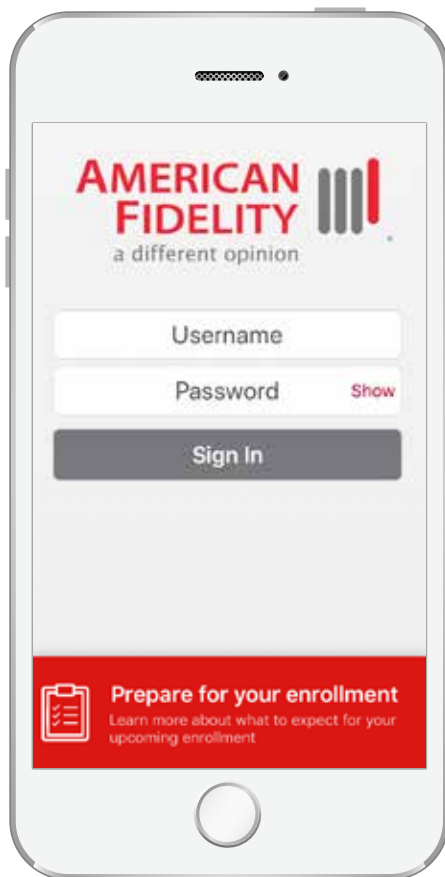 AMERICAN
FIDELITY
a different opinion
Username
Password Show
Sign In
Prepare for your enrollment
Learn more about what to expect for your
upcoming enrollment